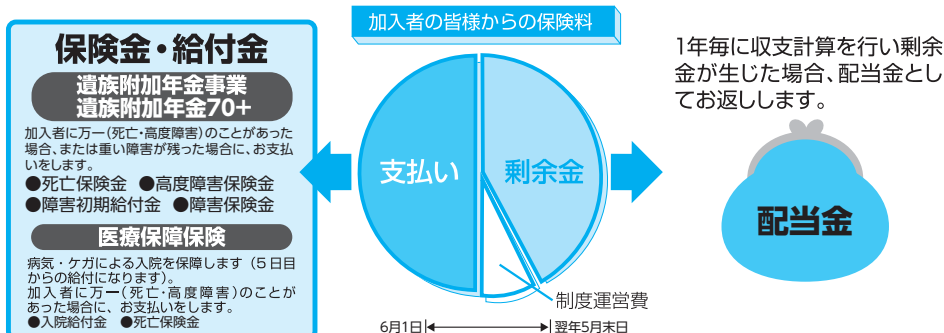 保険金・給付金
遺族附加年金事業
遺族附加年金70+
加入者に万一(死亡・高度障害)のことがあった
場合、または重い障害が残った場合に、お支払
いをします。
●死亡保険金 ●高度障害保険金
●障害初期給付金 ●障害保険金
医療保障保険
病気・ケガによる入院を保障します（5日目
からの給付になります）。
加入者に万一(死亡・高度障害)のことが
あった場合に、お支払いをします。
●入院給付金 ●死亡保険金
加入者の皆様からの保険料
支払い
剰余金
制度運営費
6月1日
翌年5月末日
1年毎に収支計算を行い剰余
金が生じた場合、配当金とし
てお返しします。
配当金